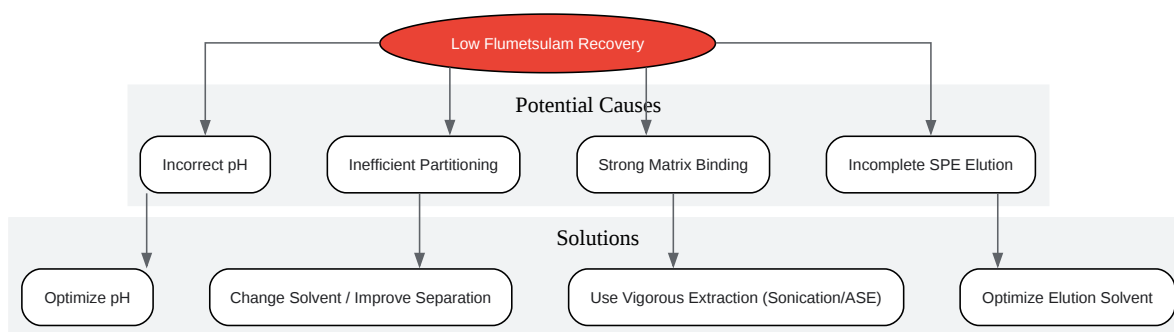 Low Flumetsulam Recovery
Potential Causes
Incorrect pH
Inefficient Partitioning
Strong Matrix Binding
Incomplete SPE Elution
Solutions
Optimize pH
Change Solvent / Improve Separation
Use Vigorous Extraction (Sonication/ASE)
Optimize Elution Solvent